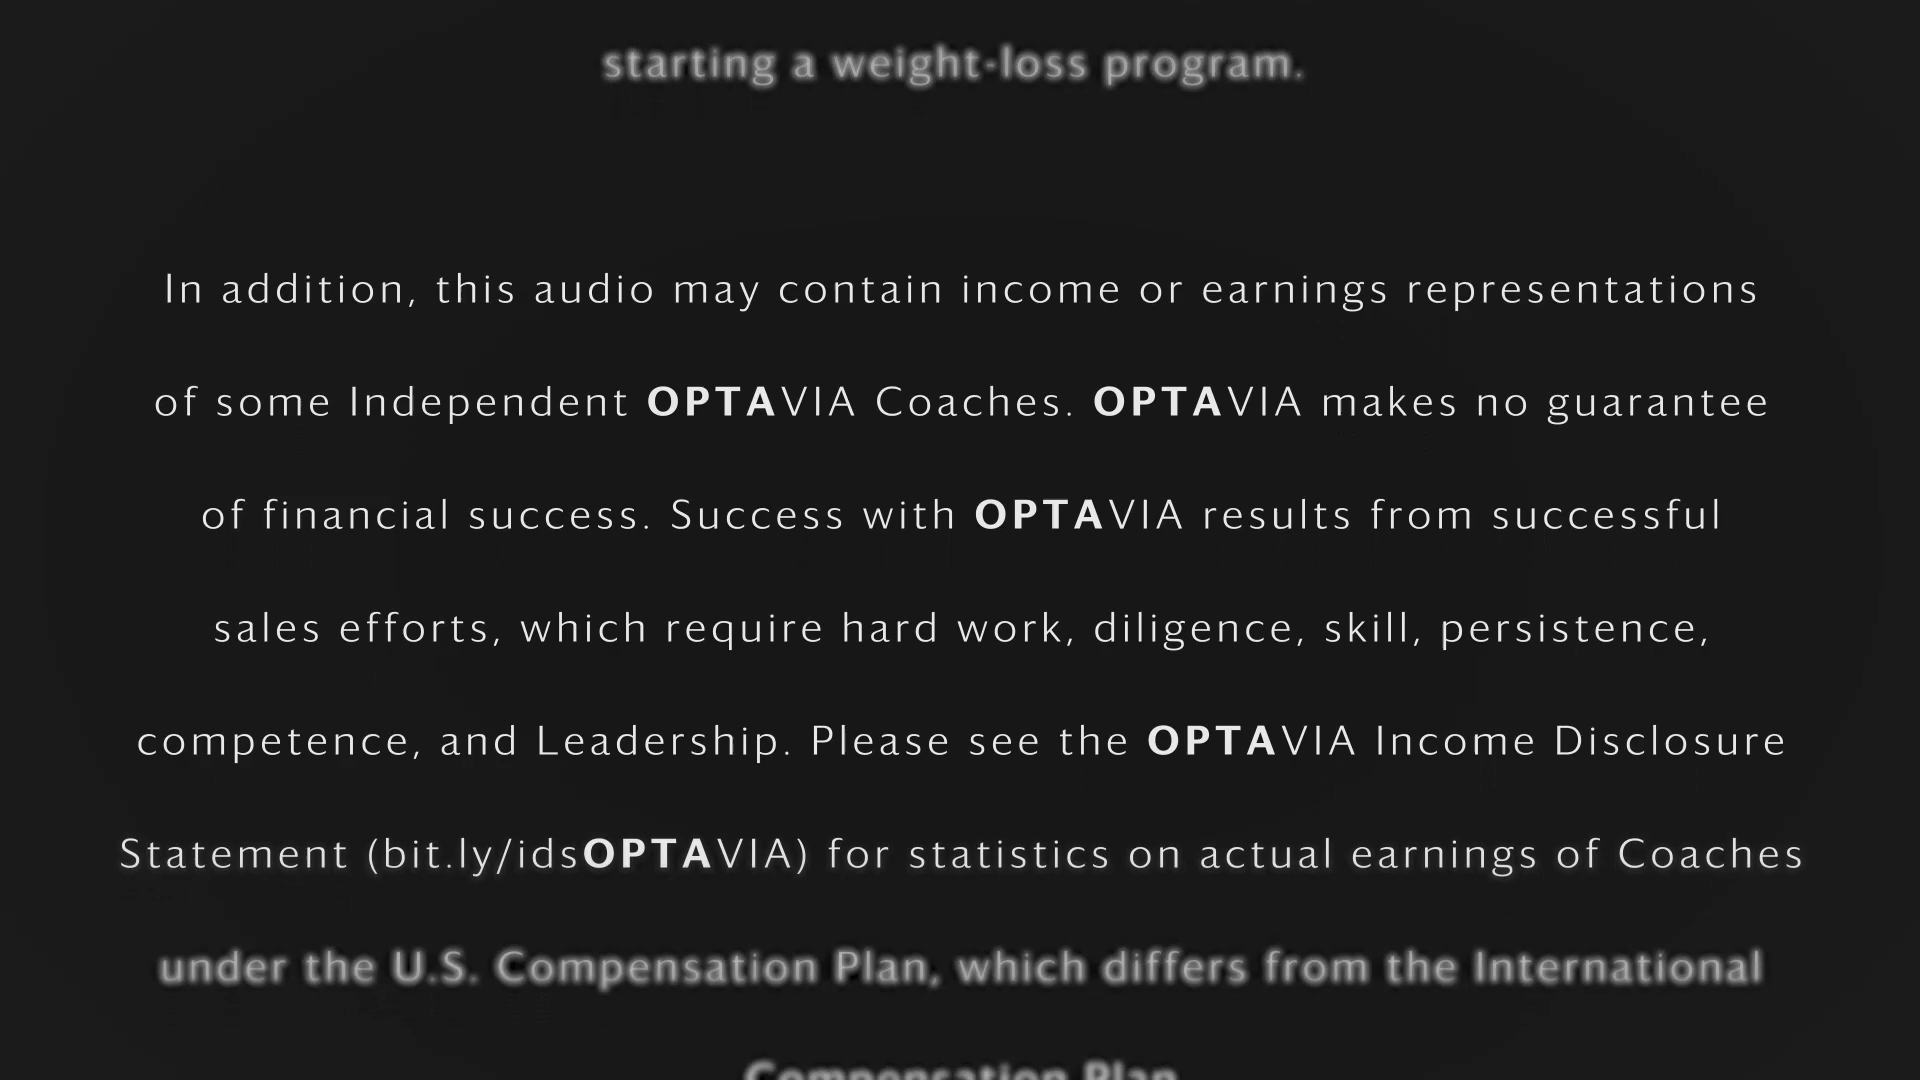 starting a weight-loss program.
In addition, this audio may contain income or earnings representations
of some Independent OPTAVIA Coaches. OPTAVIA makes no guarantee
of financial success. Success with OPTAVIA results from successful
sales efforts, which require hard work, diligence, skill, persistence,
competence, and Leadership. Please see the OPTAVIA Income Disclosure
Statement (bit.ly/idsOPTAVIA) for statistics on actual earnings of Coaches
under the U.S. Compensation Plan, which differs from the International
Compensation Plan